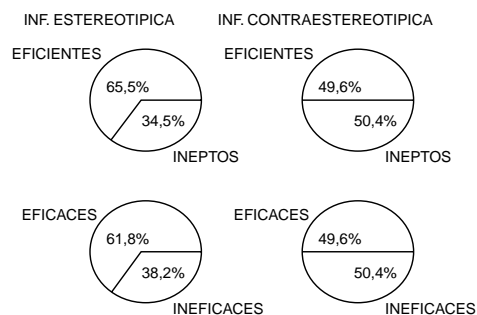 INF. ESTEREOTIPICA INF. CONTRAESTEREOTIPICA
EFICIENTES EFICIENTES
65,5% 49,6%
34,5% 50,4%
INEPTOS INEPTOS
EFICACES EFICACES
61,8% 49,6%
38,2% 50,4%
INEFICACES INEFICACES